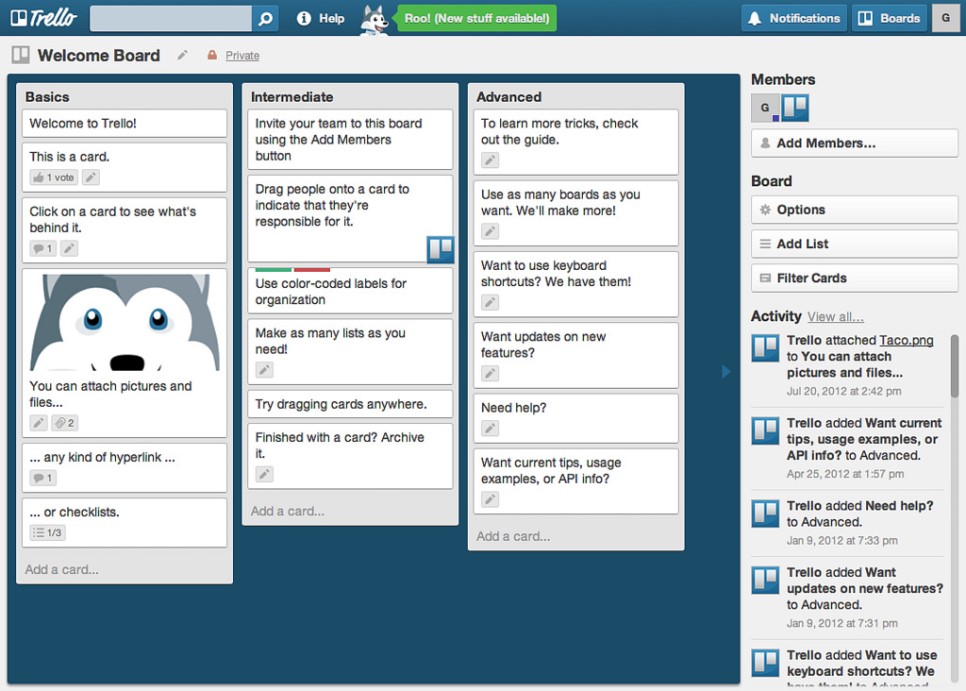 Trello
Help
Roo! (New stuff available!)
Notifications
Boards
G
Welcome Board
Private
Basics
Welcome to Trello!
This is a card.
1 vote
Click on a card to see what's
behind it.
1
You can attach pictures and
files...
2
... any kind of hyperlink ...
1
... or checklists.
1/3
Add a card...
Intermediate
Invite your team to this board
using the Add Members
button
Drag people onto a card to
indicate that they're
responsible for it.
Use color-coded labels for
organization
Make as many lists as you
need!
Try dragging cards anywhere.
Finished with a card? Archive
it.
Add a card...
Advanced
To learn more tricks, check
out the guide.
Use as many boards as you
want. We'll make more!
Want to use keyboard
shortcuts? We have them!
Want updates on new
features?
Need help?
Want current tips, usage
examples, or API info?
Add a card...
Members
G
Add Members...
Board
Options
Add List
Filter Cards
Activity View all...
Trello attached Taco.png
to You can attach
pictures and files...
Jul 20, 2012 at 2:42 pm
Trello added Want current
tips, usage examples, or
API info? to Advanced.
Apr 25, 2012 at 1:57 pm
Trello added Need help?
to Advanced.
Jan 9, 2012 at 7:33 pm
Trello added Want
updates on new features?
to Advanced.
Jan 9, 2012 at 7:31 pm
Trello added Want to use
keyboard shortcuts? We
have them! to Advanced.